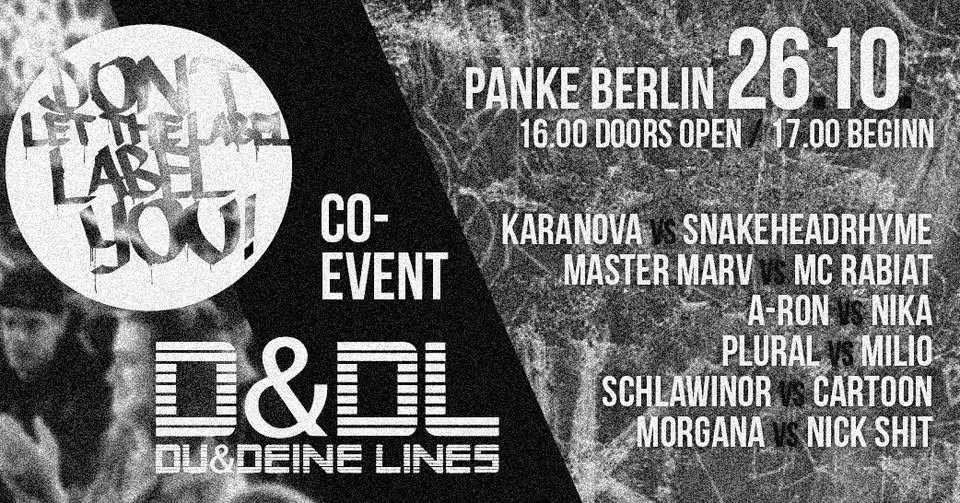 DON'T
LET THE LABEL
LABEL
YOU!
CO-
EVENT
D&DL
DU&DEINE LINES
PANKE BERLIN 26.10.
16.00 DOORS OPEN / 17.00 BEGINN
KARANOVA VS SNAKEHEADRHYME
MASTER MARV VS MC RABIAT
A-RON VS NIKA
PLURAL VS MILIO
SCHLAWINOR VS CARTOON
MORGANA VS NICK SHIT